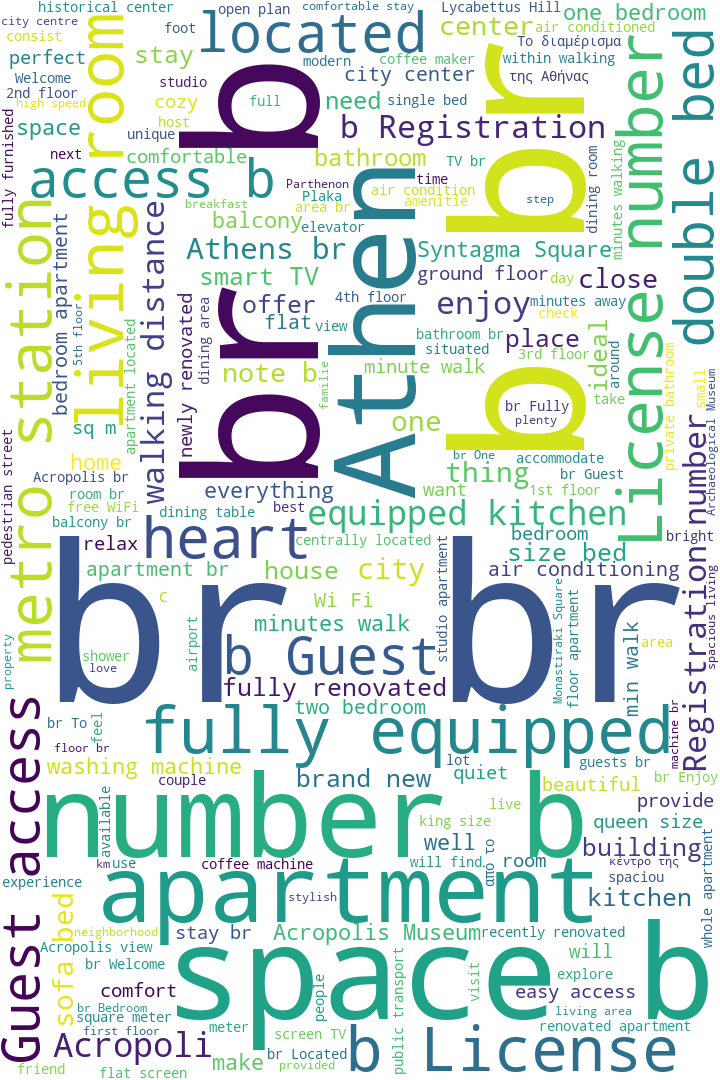 historical center
open plan
comfortable stay
Lycabettus Hill
one bedroom
city centre
foot
located
center
air conditioned
consist
perfect
stay
modern
coffee maker
Το διαμέρισμα
Welcome
city center
within walking
2nd floor
studio
της Αθήνας
high speed
cozy
full
need
single bed
host
space
unique
b Registration
room
number
double bed
fully furnished
next
comfortable
bathroom
TV br
dining room
minutes walking
access b
Parthenon
time
air condition
breakfast
Plaka
amenitie
step
area br
balcony
elevator
b
br
br
br
Athen
Athens br
Syntagma Square
smart TV
ground floor
day
close
metro station
living
bedroom apartment
walking distance
offer
4th floor
enjoy
minutes away
5th floor
newly renovated
dining area
flat
view
check
bathroom br
place
situated
3rd floor
ideal
around
apartment located
note b
minute walk
take
private bathroom
small
Archaeological Museum
familie
br Fully
sq m
one
plenty
License number
pedestrian street
home
br One
accommodate
thing
br Guest
Acropolis br
room br
everything
want
1st floor
free WiFi
best
balcony br
dining table
equipped kitchen
Registration number
heart
relax
centrally located
bedroom
bright
size bed
apartment br
house
city
air conditioning
spacious living
br
br
c
Wi Fi
studio apartment
Monastiraki Square
floor apartment
airport
minutes walk
min walk
area
property
shower
b Guest
love
fully renovated
two bedroom
machine br
Guest access
br To
feel
fully equipped
floor br
lot
guests br
washing machine
couple
brand new
quiet
beautiful
br Enjoy
available
number b
live
provide
king size
queen size
well
building
km
use
coffee machine
will find
από το
room
κέντρο της
spaciou
whole apartment
experience
apartment
stylish
kitchen
sofa bed
neighborhood
stay br
Acropolis Museum
recently renovated
Acropolis view
will
br Welcome
space b
people
public transport
visit
explore
comfort
easy access
br Bedroom
square meter
living area
first floor
meter
screen TV
renovated apartment
Acropoli
br Located
b License
friend
flat screen
make
provided